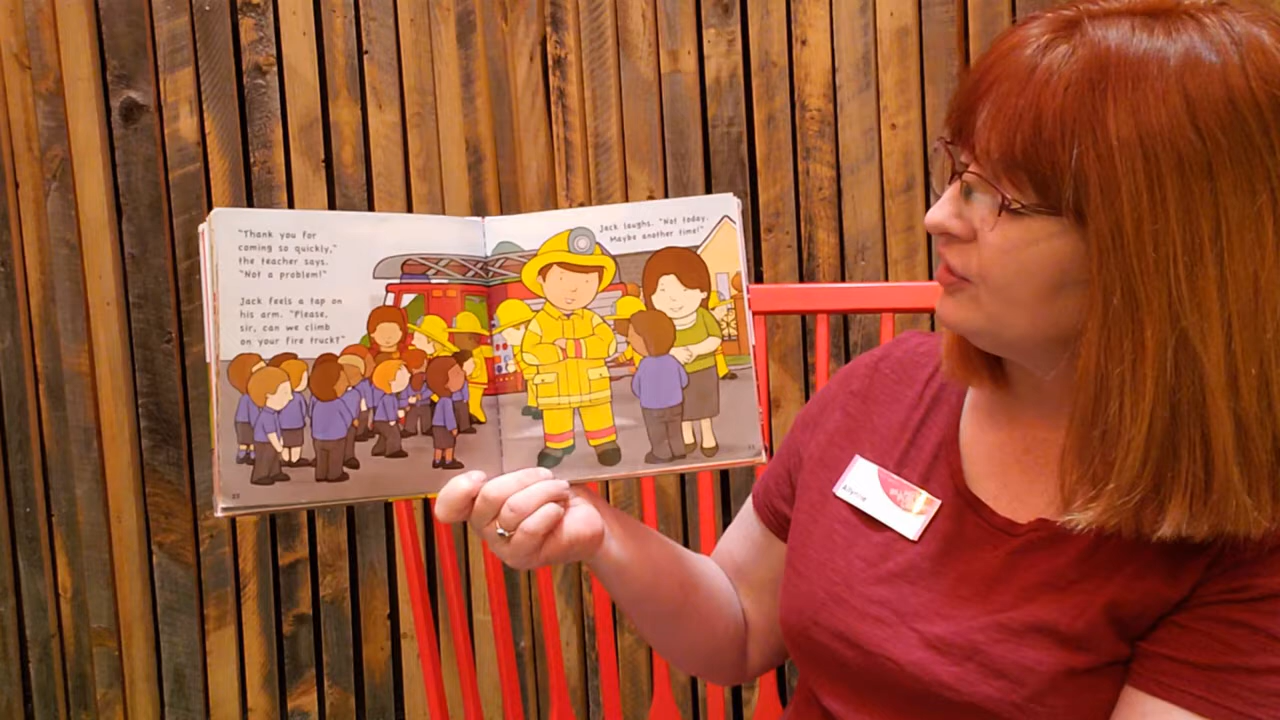 "Thank you for
coming so quickly,"
the teacher says.
"Not a problem!"
Jack feels a tap on
his arm. "Please,
sir, can we climb
on your fire truck?"
Jack laughs. "Not today.
Maybe another time!"
22